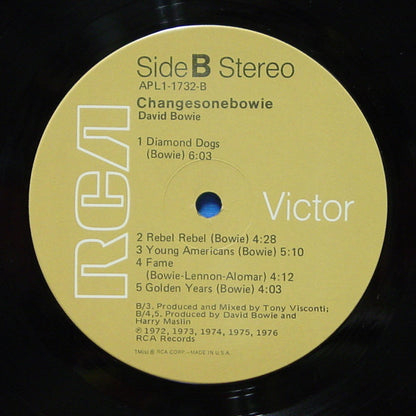 Side B Stereo
APL1-1732-B
Changesonebowie
David Bowie
1 Diamond Dogs
(Bowie) 6:03
RCA
Victor
2 Rebel Rebel (Bowie) 4:28
3 Young Americans (Bowie) 5:10
4 Fame
(Bowie-Lennon-Alomar) 4:12
5 Golden Years (Bowie) 4:03
B/3. Produced and Mixed by Tony Visconti;
B/4,5. Produced by David Bowie and
Harry Maslin
℗ 1972, 1973, 1974, 1975, 1976
RCA Records
TM(s) ® RCA CORP.—MADE IN U.S.A.